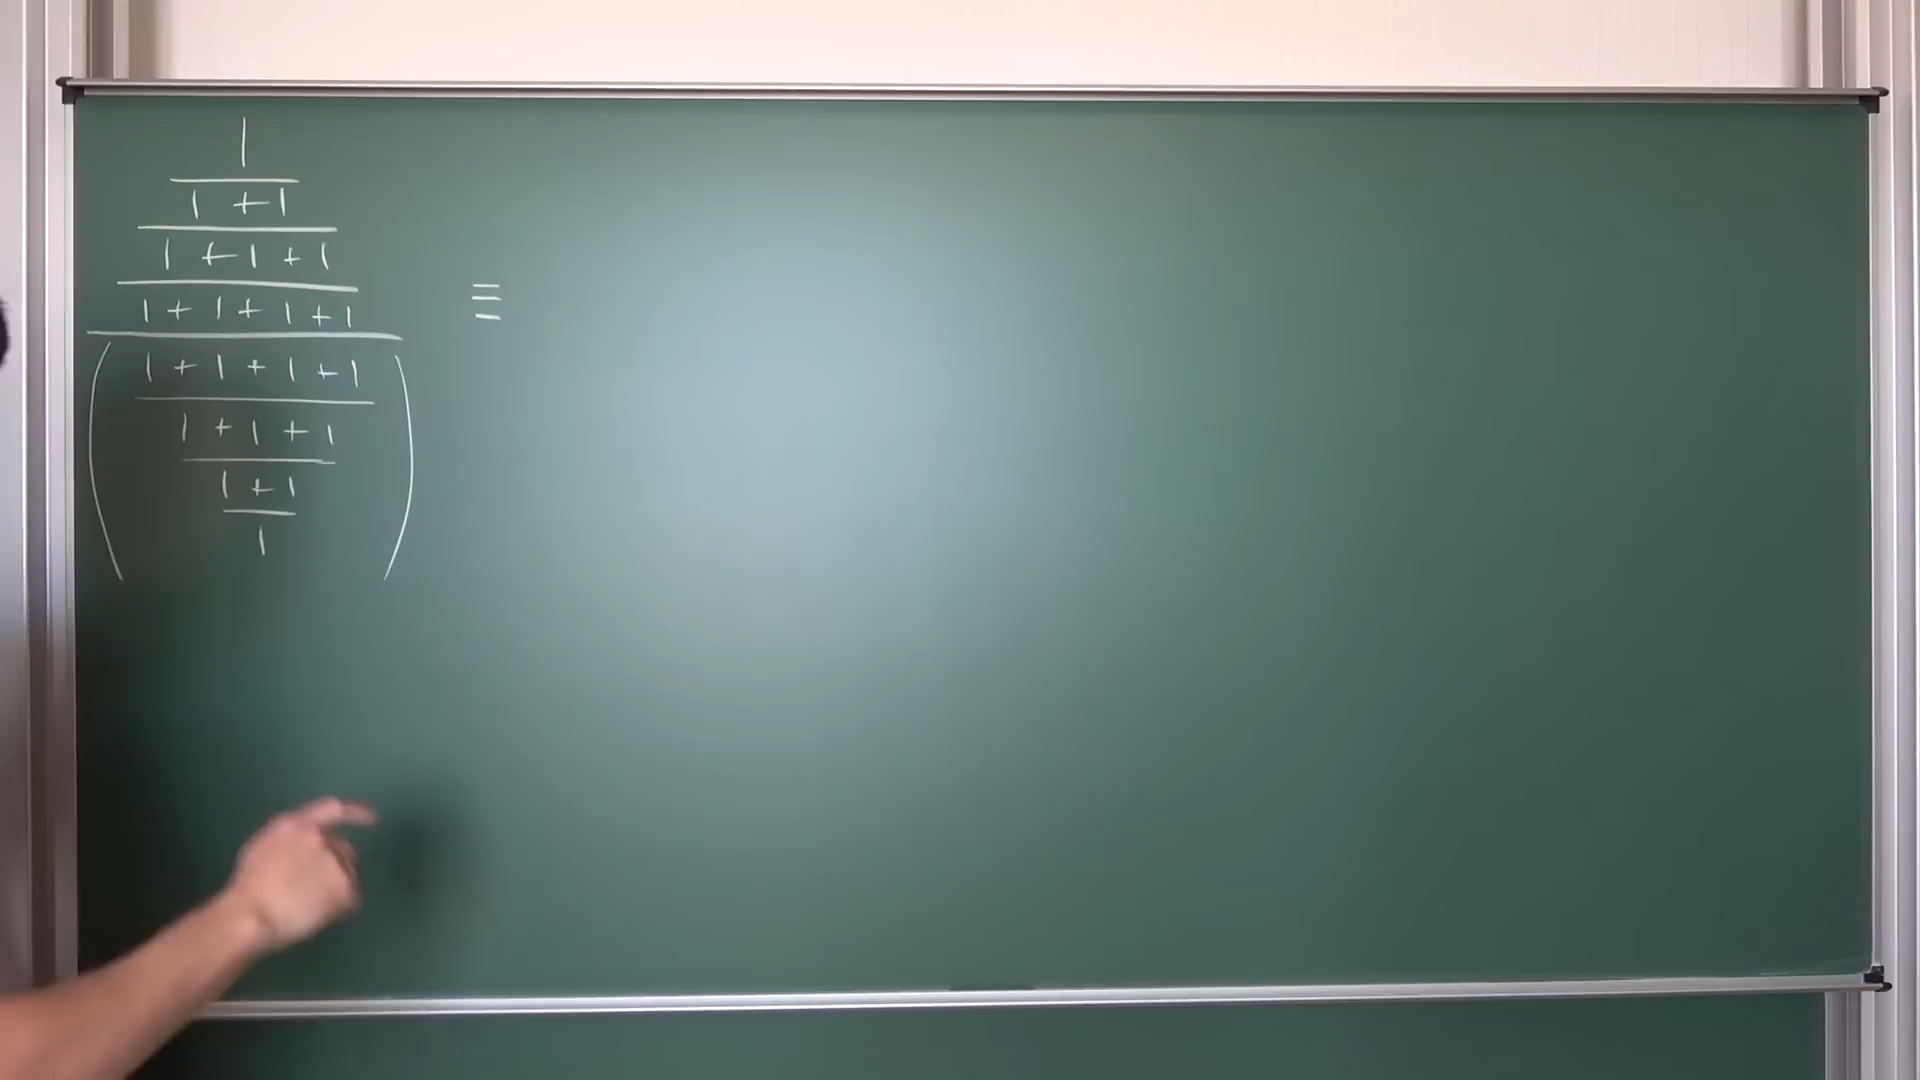 1
1 + 1
1 + 1 + 1
1 + 1 + 1 + 1
≡
( 1 + 1 + 1 + 1
1 + 1 + 1
1 + 1
1 )